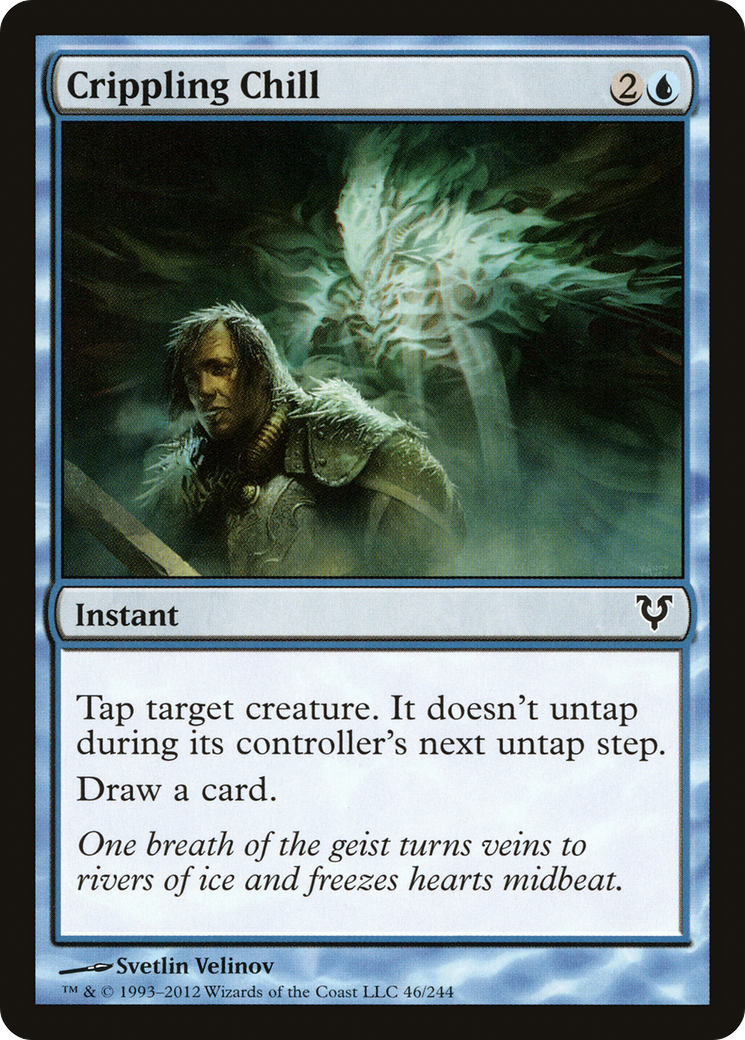 Crippling Chill 2
Instant
Tap target creature. It doesn't untap
during its controller's next untap step.
Draw a card.
One breath of the geist turns veins to
rivers of ice and freezes hearts midbeat.
Svetlin Velinov
™ & © 1993–2012 Wizards of the Coast LLC 46/244